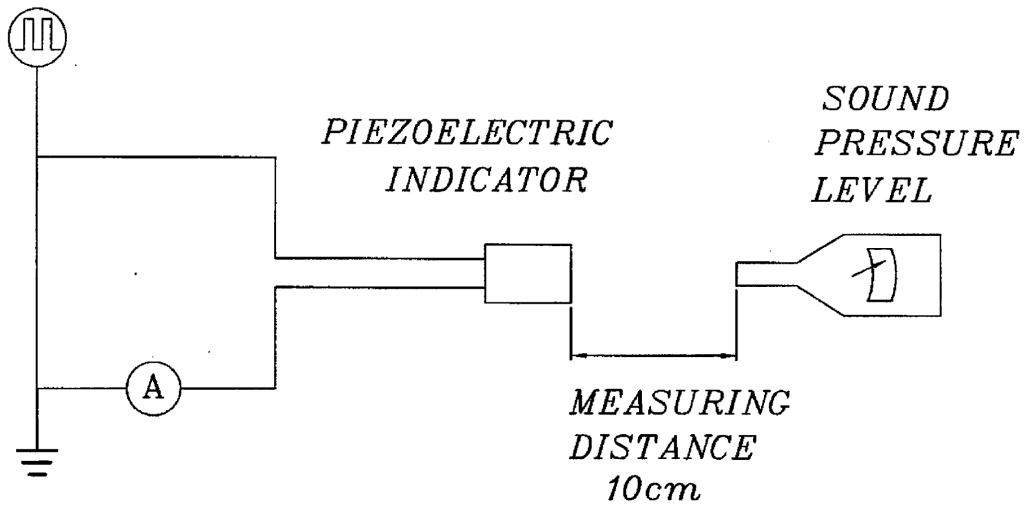 PIEZOELECTRIC
INDICATOR
SOUND
PRESSURE
LEVEL
A
MEASURING
DISTANCE
10cm